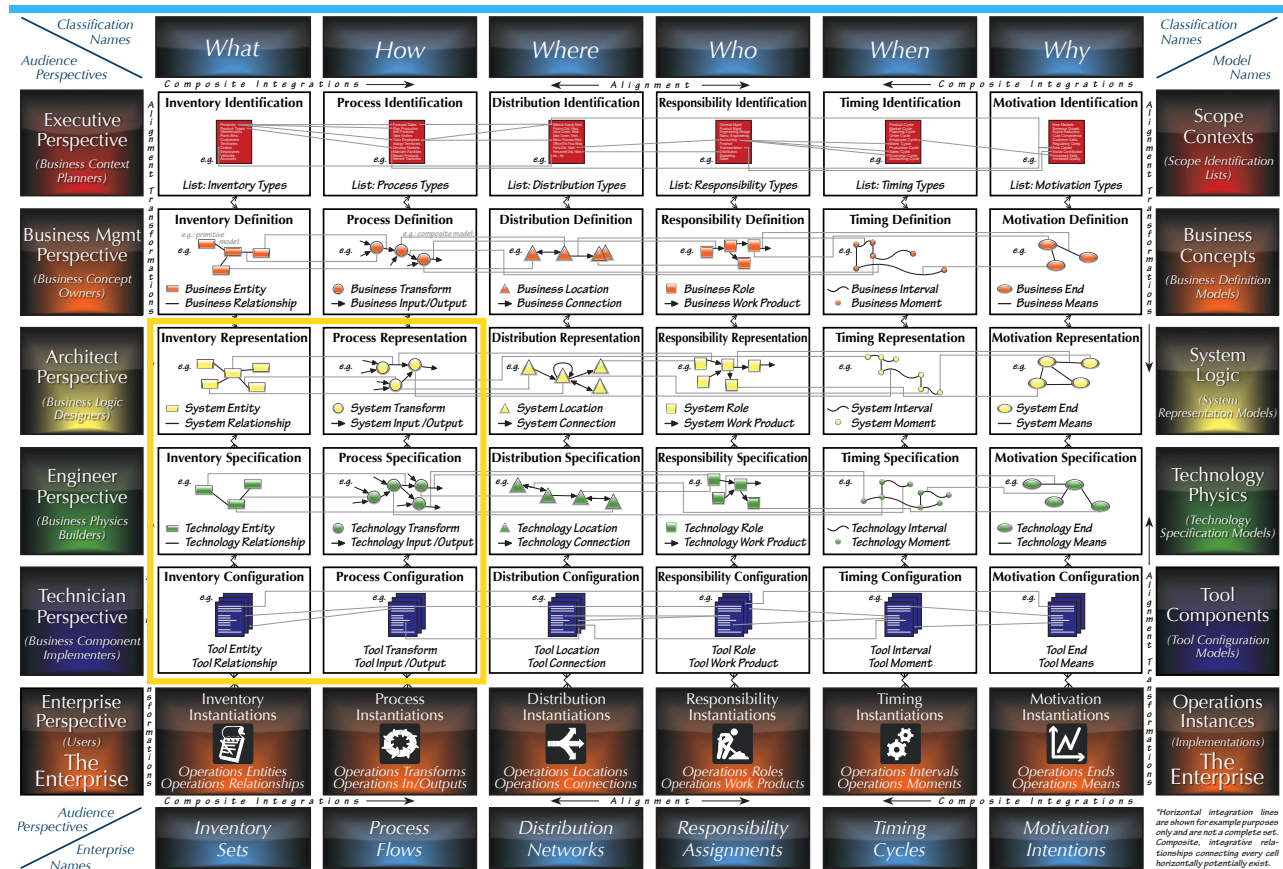 Classification
Names
Audience
Perspectives
What
How
Where
Who
When
Why
Classification
Names
Model
Names
Composite Integrations
Alignment
Composite Integrations
Alignment
Transformations
Alignment
Transformations
Executive
Perspective
(Business Context
Planners)
Inventory Identification
e.g.
List: Inventory Types
Process Identification
e.g.
List: Process Types
Distribution Identification
e.g.
List: Distribution Types
Responsibility Identification
e.g.
List: Responsibility Types
Timing Identification
e.g.
List: Timing Types
Motivation Identification
e.g.
List: Motivation Types
Scope
Contexts
(Scope Identification
Lists)
Business Mgmt
Perspective
(Business Concept
Owners)
Inventory Definition
e.g.: primitive
model:
e.g.
Business Entity
Business Relationship
Process Definition
e.g.: composite model:
e.g.
Business Transform
Business Input/Output
Distribution Definition
e.g.
Business Location
Business Connection
Responsibility Definition
e.g.
Business Role
Business Work Product
Timing Definition
e.g.
Business Interval
Business Moment
Motivation Definition
e.g.
Business End
Business Means
Business
Concepts
(Business Definition
Models)
Architect
Perspective
(Business Logic
Designers)
Inventory Representation
e.g.
System Entity
System Relationship
Process Representation
e.g.
System Transform
System Input /Output
Distribution Representation
e.g.
System Location
System Connection
Responsibility Representation
e.g.
System Role
System Work Product
Timing Representation
e.g.
System Interval
System Moment
Motivation Representation
e.g.
System End
System Means
System
Logic
(System
Representation Models)
Engineer
Perspective
(Business Physics
Builders)
Inventory Specification
e.g.
Technology Entity
Technology Relationship
Process Specification
e.g.
Technology Transform
Technology Input /Output
Distribution Specification
e.g.
Technology Location
Technology Connection
Responsibility Specification
e.g.
Technology Role
Technology Work Product
Timing Specification
e.g.
Technology Interval
Technology Moment
Motivation Specification
e.g.
Technology End
Technology Means
Technology
Physics
(Technology
Specification Models)
Technician
Perspective
(Business Component
Implementers)
Inventory Configuration
e.g.
Tool Entity
Tool Relationship
Process Configuration
e.g.
Tool Transform
Tool Input /Output
Distribution Configuration
e.g.
Tool Location
Tool Connection
Responsibility Configuration
e.g.
Tool Role
Tool Work Product
Timing Configuration
e.g.
Tool Interval
Tool Moment
Motivation Configuration
e.g.
Tool End
Tool Means
Tool
Components
(Tool Configuration
Models)
Alignment
Transformations
Enterprise
Perspective
(Users)
The
Enterprise
nsformations
Inventory
Instantiations
Operations Entities
Operations Relationships
Process
Instantiations
Operations Transforms
Operations In/Outputs
Distribution
Instantiations
Operations Locations
Operations Connections
Responsibility
Instantiations
Operations Roles
Operations Work Products
Timing
Instantiations
Operations Intervals
Operations Moments
Motivation
Instantiations
Operations Ends
Operations Means
Operations
Instances
(Implementations)
The
Enterprise
Composite Integrations
Alignment
Composite Integrations
Audience
Perspectives
Enterprise
Names
Inventory
Sets
Process
Flows
Distribution
Networks
Responsibility
Assignments
Timing
Cycles
Motivation
Intentions
*Horizontal integration lines
are shown for example purposes
only and are not a complete set.
Composite, integrative rela-
tionships connecting every cell
horizontally potentially exist.